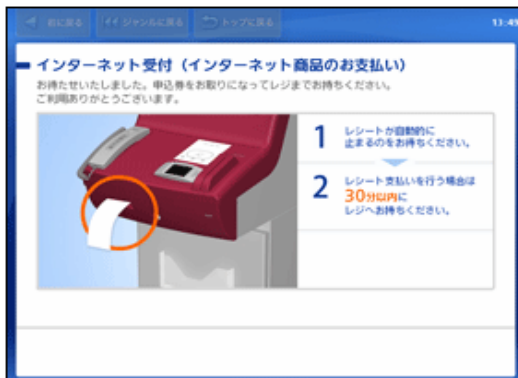 前に戻る ジャンルに戻る トップに戻る 13:49
インターネット受付（インターネット商品のお支払い）
お待たせいたしました。申込券をお取りになってレジまでお持ちください。
ご利用ありがとうございます。
1 レシートが自動的に
止まるのをお待ちください。
2 レシート支払いを行う場合は
30分以内に
レジへお持ちください。